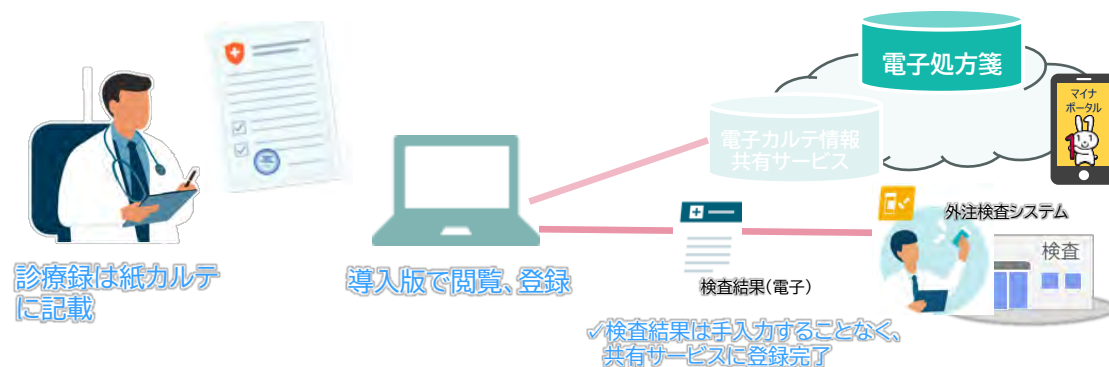 電子処方箋
マイナ
ポータル
電子カルテ情報
共有サービス
外注検査システム
検査
診療録は紙カルテ
に記載
導入版で閲覧、登録
検査結果(電子)
✓検査結果は手入力することなく、
共有サービスに登録完了